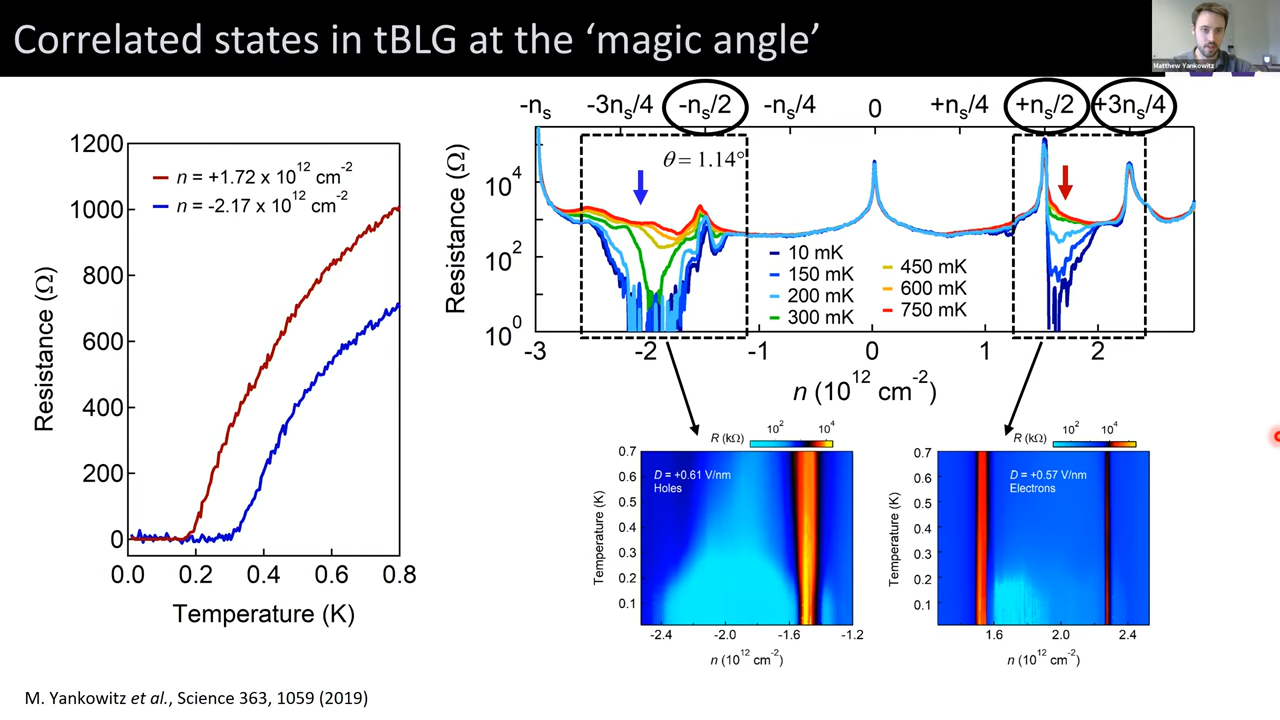 Correlated states in tBLG at the ‘magic angle’
Matthew Yankowitz
1200
1000
800
600
400
200
0
Resistance (Ω)
n = +1.72 x 10^12 cm^-2
n = -2.17 x 10^12 cm^-2
0.0 0.2 0.4 0.6 0.8
Temperature (K)
-n_s -3n_s/4 -n_s/2 -n_s/4 0 +n_s/4 +n_s/2 +3n_s/4
Resistance (Ω)
10^4
10^2
10^0
θ = 1.14°
10 mK
150 mK
200 mK
300 mK
450 mK
600 mK
750 mK
-3 -2 -1 0 1 2
n (10^12 cm^-2)
R (kΩ) 10^2 10^4
0.7
0.6
0.5
0.4
0.3
0.2
0.1
Temperature (K)
D = +0.61 V/nm
Holes
-2.4 -2.0 -1.6 -1.2
n (10^12 cm^-2)
R (kΩ) 10^2 10^4
0.7
0.6
0.5
0.4
0.3
0.2
0.1
Temperature (K)
D = +0.57 V/nm
Electrons
1.6 2.0 2.4
n (10^12 cm^-2)
M. Yankowitz et al., Science 363, 1059 (2019)